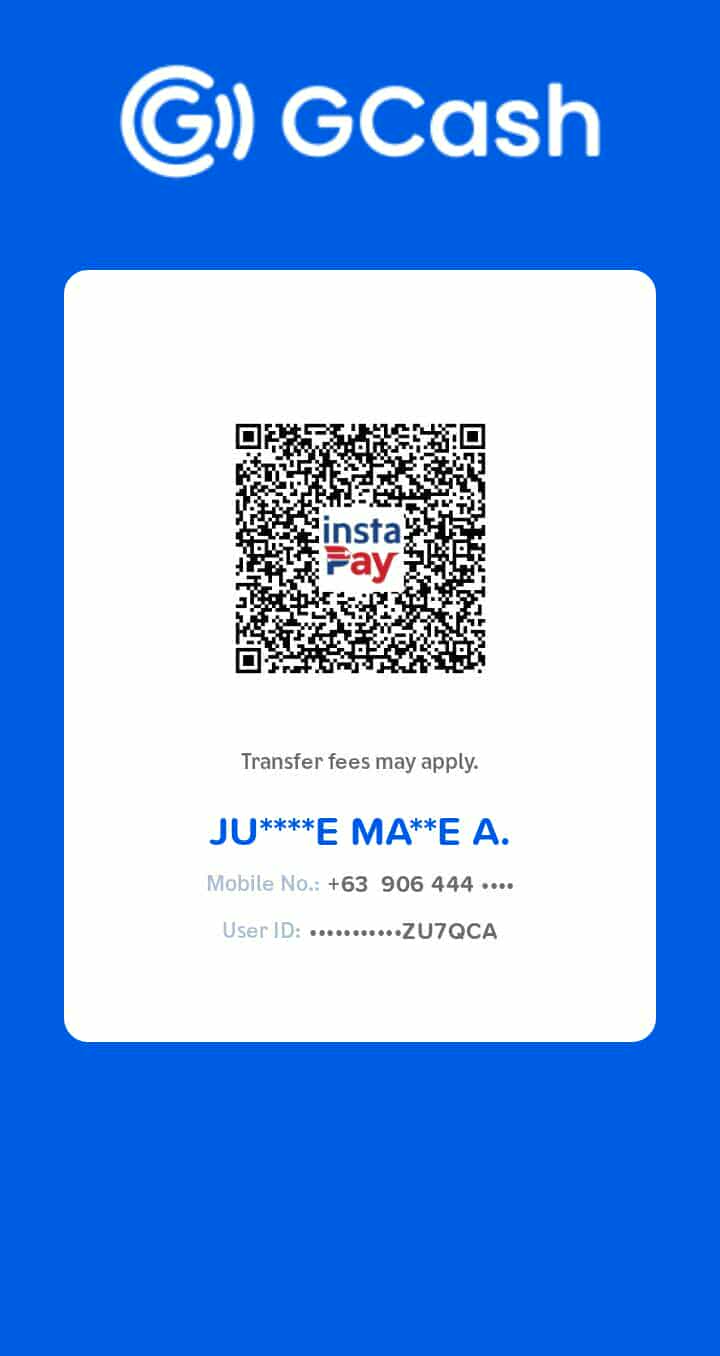 GCash
insta
Pay
Transfer fees may apply.
JU****E MA**E A.
Mobile No.: +63 906 444 ••••
User ID: •••••••••••ZU7QCA